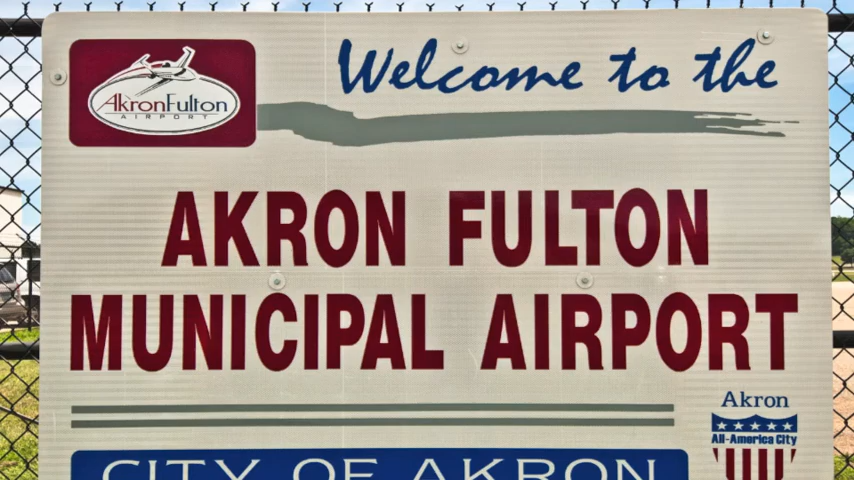 AkronFulton
AIRPORT
Welcome to the
AKRON FULTON
MUNICIPAL AIRPORT
Akron
All-America City
CITY OF AKRON